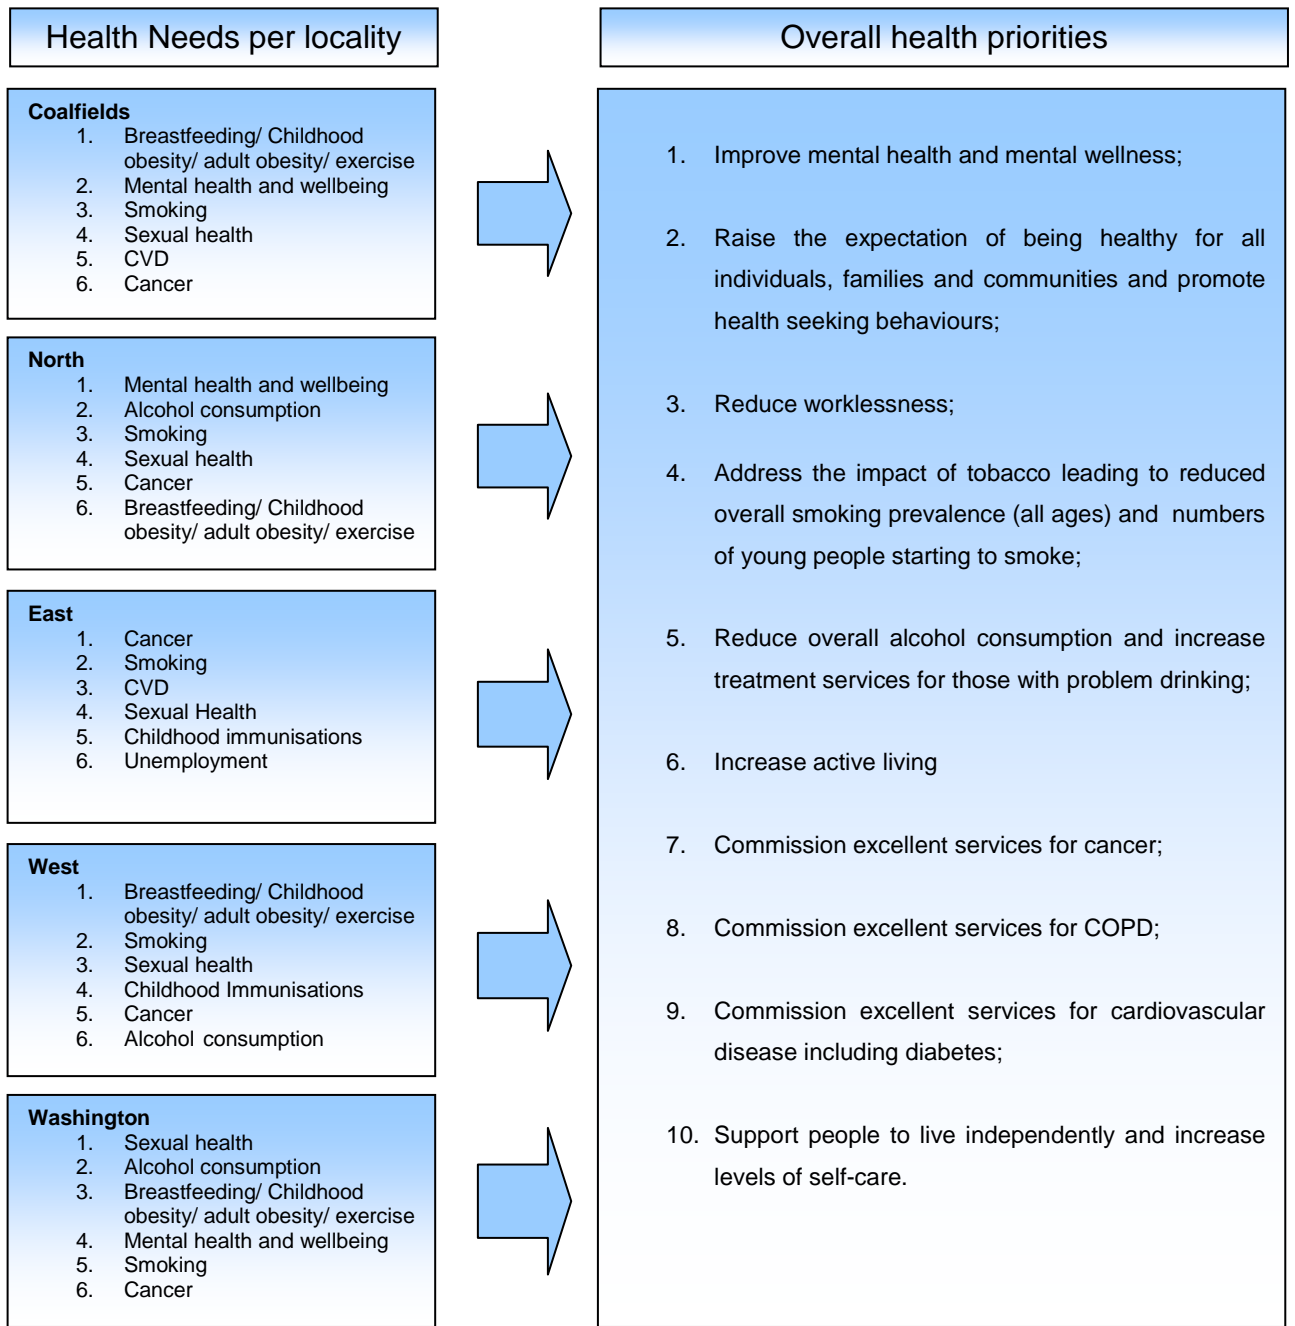 Health Needs per locality
Coalfields
1. Breastfeeding/ Childhood
obesity/ adult obesity/ exercise
2. Mental health and wellbeing
3. Smoking
4. Sexual health
5. CVD
6. Cancer
North
1. Mental health and wellbeing
2. Alcohol consumption
3. Smoking
4. Sexual health
5. Cancer
6. Breastfeeding/ Childhood
obesity/ adult obesity/ exercise
East
1. Cancer
2. Smoking
3. CVD
4. Sexual Health
5. Childhood immunisations
6. Unemployment
West
1. Breastfeeding/ Childhood
obesity/ adult obesity/ exercise
2. Smoking
3. Sexual health
4. Childhood Immunisations
5. Cancer
6. Alcohol consumption
Washington
1. Sexual health
2. Alcohol consumption
3. Breastfeeding/ Childhood
obesity/ adult obesity/ exercise
4. Mental health and wellbeing
5. Smoking
6. Cancer
Overall health priorities
1. Improve mental health and mental wellness;
2. Raise the expectation of being healthy for all
individuals, families and communities and promote
health seeking behaviours;
3. Reduce worklessness;
4. Address the impact of tobacco leading to reduced
overall smoking prevalence (all ages) and numbers
of young people starting to smoke;
5. Reduce overall alcohol consumption and increase
treatment services for those with problem drinking;
6. Increase active living
7. Commission excellent services for cancer;
8. Commission excellent services for COPD;
9. Commission excellent services for cardiovascular
disease including diabetes;
10. Support people to live independently and increase
levels of self-care.